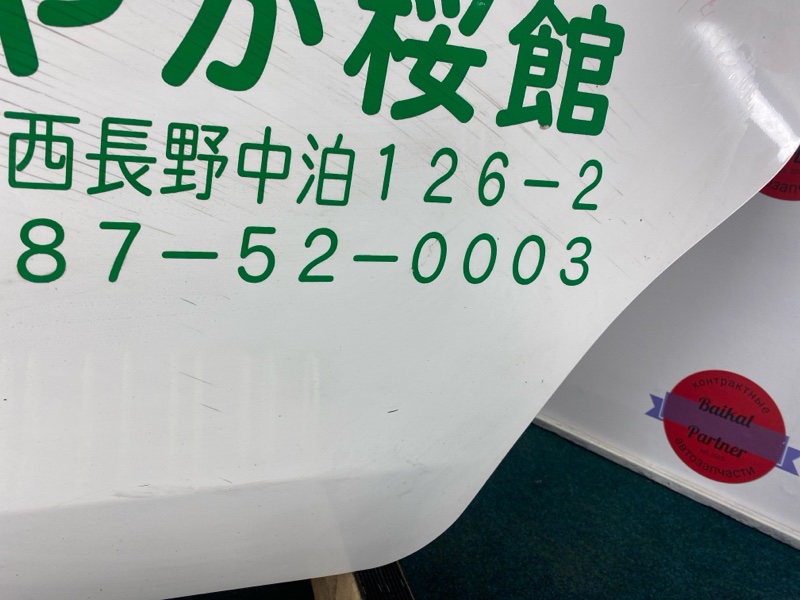 やか桜館
西長野中泊126-2
87-52-0003
контрактные
Baikal
Partner
автозапчасти